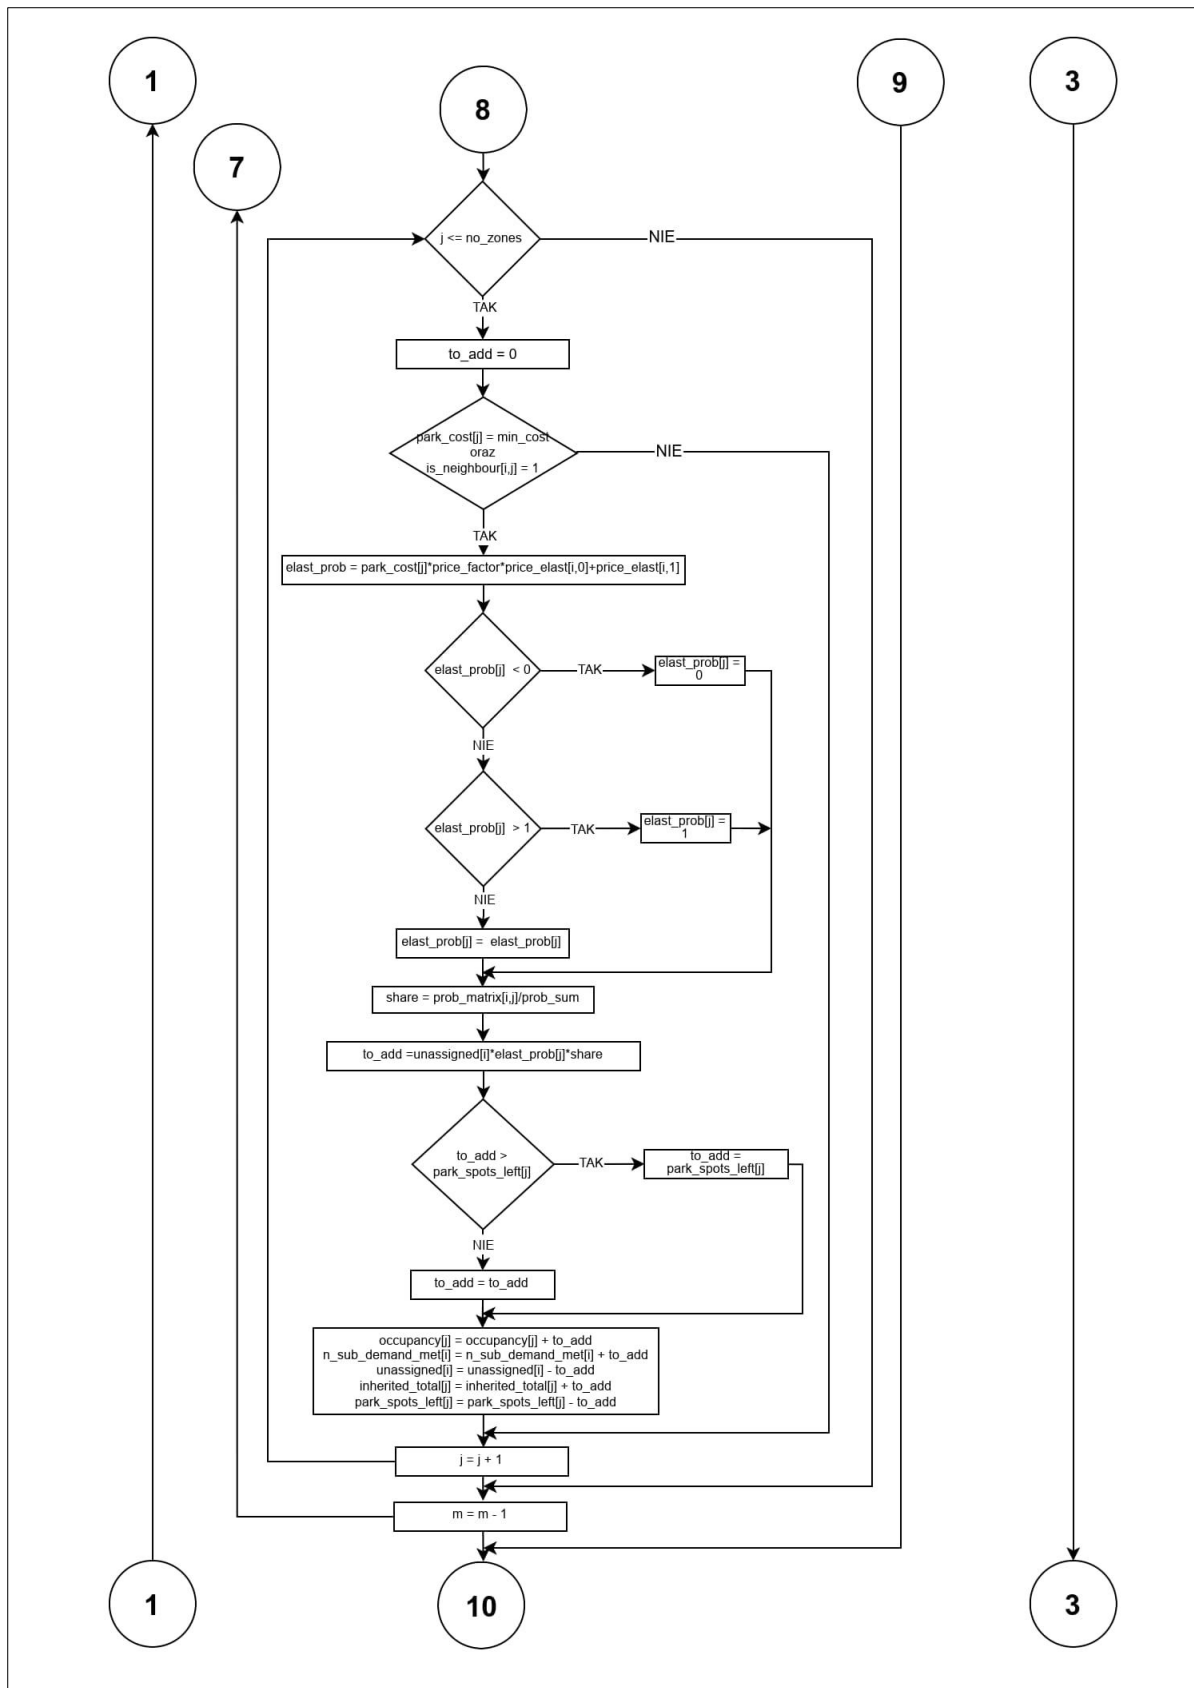 1
8
9
3
7
j <= no_zones
NIE
TAK
to_add = 0
park_cost[j] = min_cost
oraz
is_neighbour[i,j] = 1
NIE
TAK
elast_prob = park_cost[j]*price_factor*price_elast[i,0]+price_elast[i,1]
elast_prob[j] < 0
TAK
elast_prob[j] =
0
NIE
elast_prob[j] > 1
TAK
elast_prob[j] =
1
NIE
elast_prob[j] = elast_prob[j]
share = prob_matrix[i,j]/prob_sum
to_add =unassigned[i]*elast_prob[j]*share
to_add >
park_spots_left[j]
TAK
to_add =
park_spots_left[j]
NIE
to_add = to_add
occupancy[j] = occupancy[j] + to_add
n_sub_demand_met[i] = n_sub_demand_met[i] + to_add
unassigned[i] = unassigned[i] - to_add
inherited_total[j] = inherited_total[j] + to_add
park_spots_left[j] = park_spots_left[j] - to_add
j = j + 1
m = m - 1
1
10
3